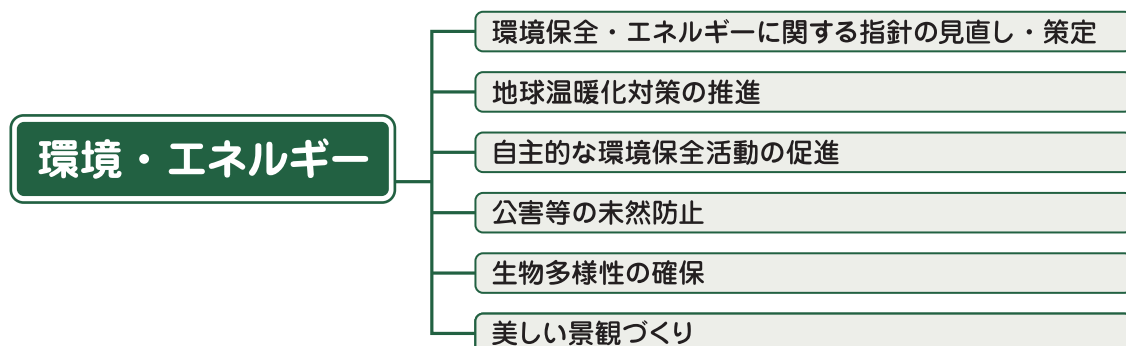 環境・エネルギー
環境保全・エネルギーに関する指針の見直し・策定
地球温暖化対策の推進
自主的な環境保全活動の促進
公害等の未然防止
生物多様性の確保
美しい景観づくり